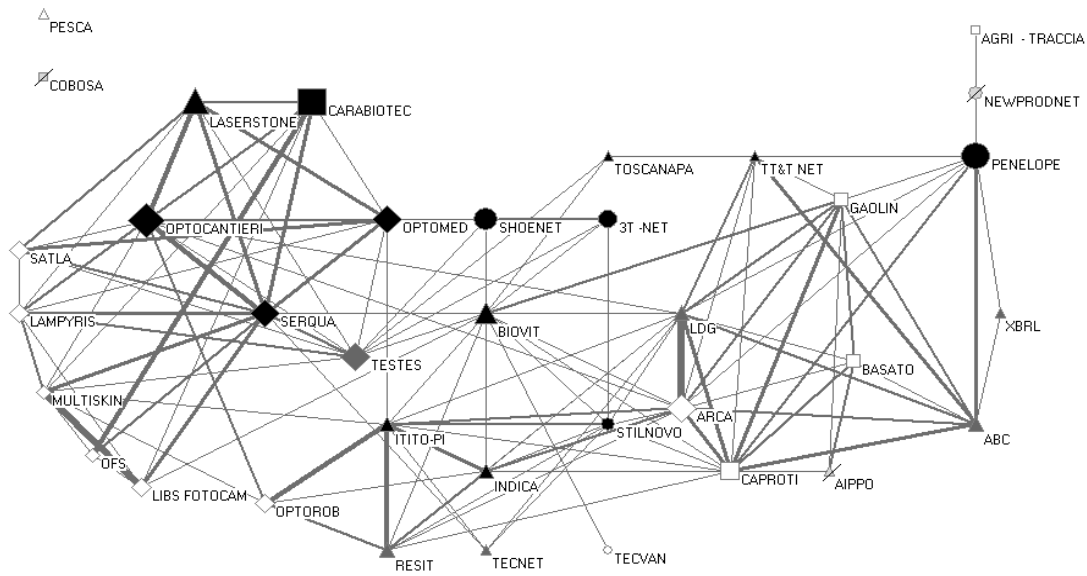 PESCA
AGRI - TRACCIA
COBOSA
NEWPRODNET
LASERSTONE
CARABIOTEC
TOSCANAPA
TT&T NET
PENELOPE
GAOLIN
OPTOCANTIERI
OPTOMED
SHOENET
3T -NET
SATLA
LAMPYRIS
SERQUA
BIOVIT
LDG
XBRL
TESTES
BASATO
MULTISKIN
ARCA
ITITO-PI
STILNOVO
ABC
OFS
LIBS FOTOCAM
INDICA
CAPROTI
AIPPO
OPTOROB
RESIT
TECNET
TECVAN